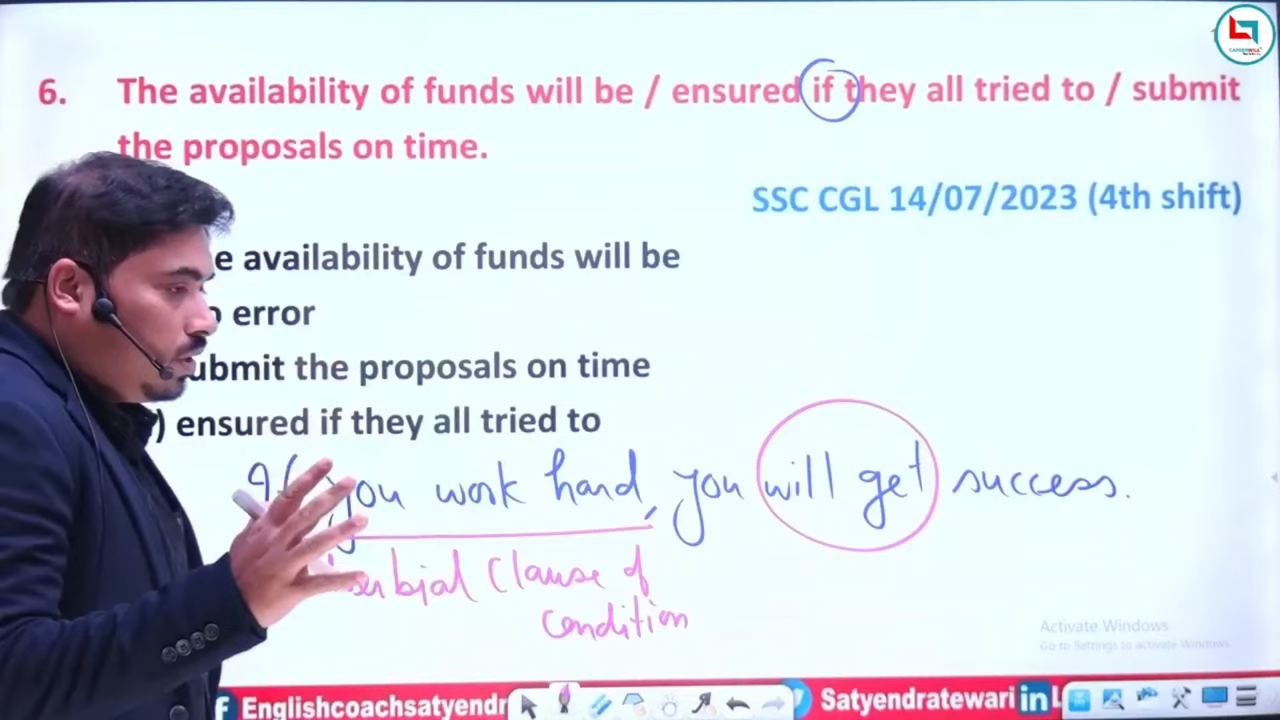 6. The availability of funds will be / ensured if they all tried to / submit
the proposals on time.
SSC CGL 14/07/2023 (4th shift)
e availability of funds will be
error
ubmit the proposals on time
) ensured if they all tried to
If you work hard, you will get success.
erbial Clause of
condition
Activate Windows
Go to Settings to activate Windows.
Englishcoachsatyendr
Satyendratewari in L